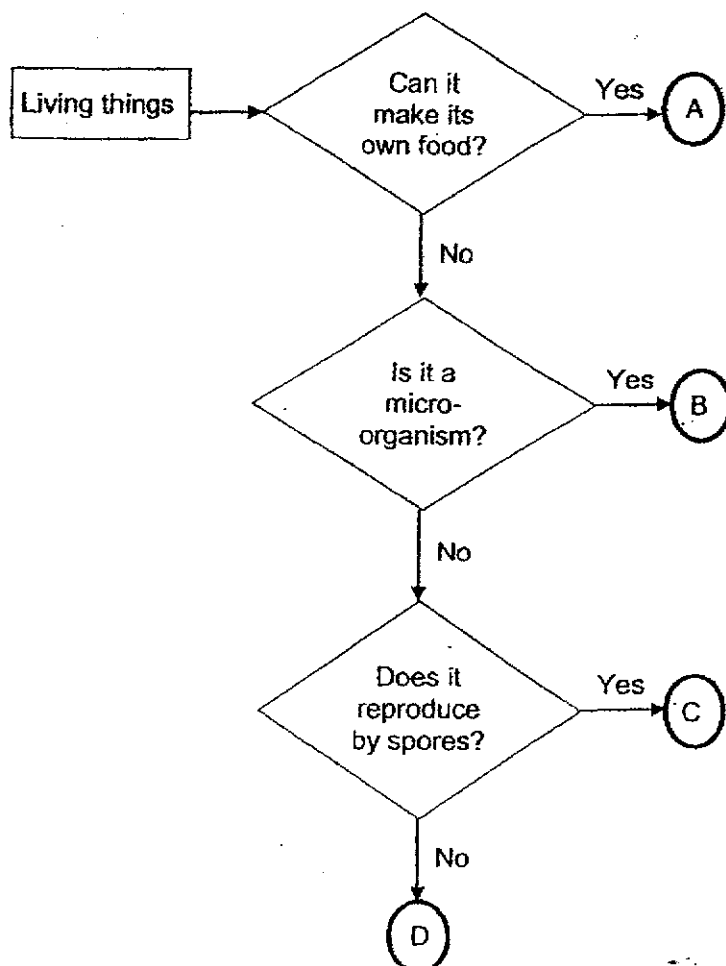 Living things
Can it
make its
own food?
Yes
A
No
Is it a
micro-
organism?
Yes
B
No
Does it
reproduce
by spores?
Yes
C
No
D